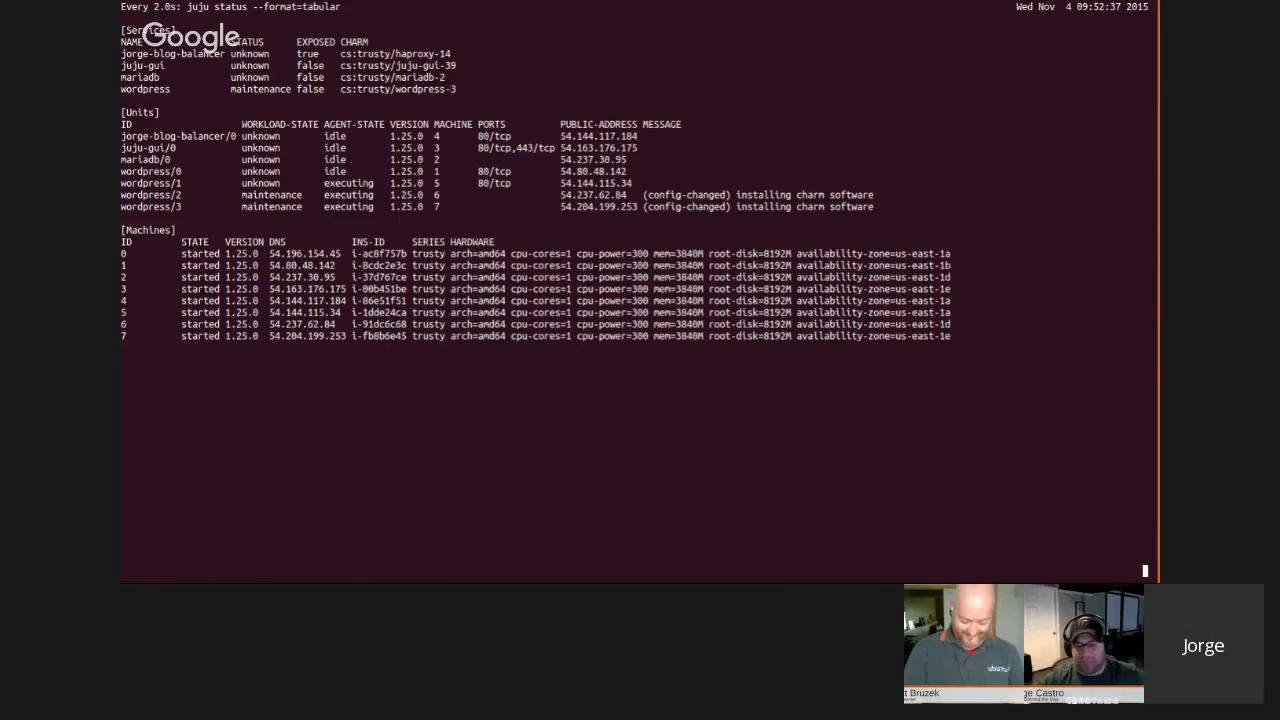 Every 2.0s: juju status --format=tabular Wed Nov 4 09:52:37 2015
Google
[Services]
NAME STATUS EXPOSED CHARM
jorge-blog-balancer unknown true cs:trusty/haproxy-14
juju-gui unknown false cs:trusty/juju-gui-39
mariadb unknown false cs:trusty/mariadb-2
wordpress maintenance false cs:trusty/wordpress-3
[Units]
ID WORKLOAD-STATE AGENT-STATE VERSION MACHINE PORTS PUBLIC-ADDRESS MESSAGE
jorge-blog-balancer/0 unknown idle 1.25.0 4 80/tcp 54.144.117.184
juju-gui/0 unknown idle 1.25.0 3 80/tcp,443/tcp 54.163.176.175
mariadb/0 unknown idle 1.25.0 2 54.237.30.95
wordpress/0 unknown idle 1.25.0 1 80/tcp 54.80.48.142
wordpress/1 unknown executing 1.25.0 5 80/tcp 54.144.115.34
wordpress/2 maintenance executing 1.25.0 6 54.237.62.84 (config-changed) installing charm software
wordpress/3 maintenance executing 1.25.0 7 54.204.199.253 (config-changed) installing charm software
[Machines]
ID STATE VERSION DNS INS-ID SERIES HARDWARE
0 started 1.25.0 54.196.154.45 i-ac8f757b trusty arch=amd64 cpu-cores=1 cpu-power=300 mem=3840M root-disk=8192M availability-zone=us-east-1a
1 started 1.25.0 54.80.48.142 i-8cdc2e3c trusty arch=amd64 cpu-cores=1 cpu-power=300 mem=3840M root-disk=8192M availability-zone=us-east-1b
2 started 1.25.0 54.237.30.95 i-37d767ce trusty arch=amd64 cpu-cores=1 cpu-power=300 mem=3840M root-disk=8192M availability-zone=us-east-1d
3 started 1.25.0 54.163.176.175 i-00b451be trusty arch=amd64 cpu-cores=1 cpu-power=300 mem=3840M root-disk=8192M availability-zone=us-east-1e
4 started 1.25.0 54.144.117.184 i-86e51f51 trusty arch=amd64 cpu-cores=1 cpu-power=300 mem=3840M root-disk=8192M availability-zone=us-east-1a
5 started 1.25.0 54.144.115.34 i-1dde24ca trusty arch=amd64 cpu-cores=1 cpu-power=300 mem=3840M root-disk=8192M availability-zone=us-east-1a
6 started 1.25.0 54.237.62.84 i-91dc6c68 trusty arch=amd64 cpu-cores=1 cpu-power=300 mem=3840M root-disk=8192M availability-zone=us-east-1d
7 started 1.25.0 54.204.199.253 i-fb8b6e45 trusty arch=amd64 cpu-cores=1 cpu-power=300 mem=3840M root-disk=8192M availability-zone=us-east-1e
ubuntu
t Bruzek
ge Castro
Jorge